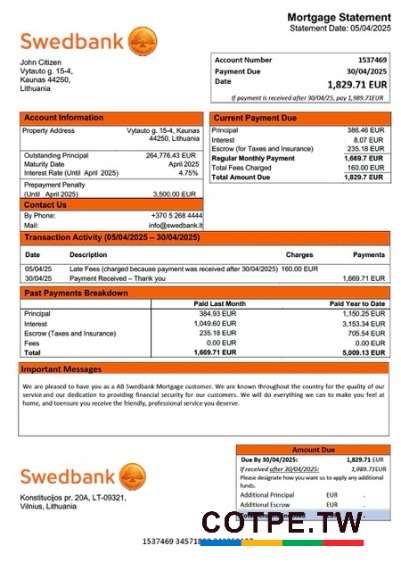 Mortgage Statement
Statement Date: 05/04/2025
Swedbank
John Citizen
Vytauto g. 15-4,
Kaunas 44250,
Lithuania
Account Number 1537469
Payment Due 30/04/2025
Date 1,829.71 EUR
If payment is received after 30/04/25, pay 1,989.71EUR
Account Information
Property Address Vytauto g. 15-4, Kaunas
44250, Lithuania
Outstanding Principal 264,776.43 EUR
Maturity Date April 2025
Interest Rate (Until April 2025) 4.75%
Prepayment Penalty
(Until April 2025) 3,500.00 EUR
Contact Us
By Phone: +370 5 268 4444
Mail: info@swedbank.lt
Current Payment Due
Principal 386.46 EUR
Interest 8.07 EUR
Escrow (for Taxes and Insurance) 235.18 EUR
Regular Monthly Payment 1,669.7 EUR
Total Fees Charged 160.00 EUR
Total Amount Due 1,829.7 EUR
Transaction Activity (05/04/2025 – 30/04/2025)
Date Description Charges Payments
05/04/25 Late Fees (charged because payment was received after 30/04/2025) 160.00 EUR
30/04/25 Payment Received – Thank you 1,669.71 EUR
Past Payments Breakdown
Paid Last Month Paid Year to Date
Principal 384.93 EUR 1,150.25 EUR
Interest 1,049.60 EUR 3,153.34 EUR
Escrow (Taxes and Insurance) 235.18 EUR 705.54 EUR
Fees 0.00 EUR 0.00 EUR
Total 1,669.71 EUR 5,009.13 EUR
Important Messages
We are pleased to have you as a AB Swedbank Mortgage customer. We are known throughout the country for the quality of our
service and our dedication to providing financial security for our customers. We will do everything we can to make you feel at
home, and toensure you receive the friendly, professional service you deserve.
Swedbank
Konstitucijos pr. 20A, LT-09321,
Vilnius, Lithuania
Amount Due
Due By 30/04/2025: 1,829.71 EUR
If received after 30/04/2025: 1,989.71EUR
Please designate how you want us to apply any additional
funds.
Additional Principal EUR -
Additional Escrow EUR -
COTPE.TW
1537469